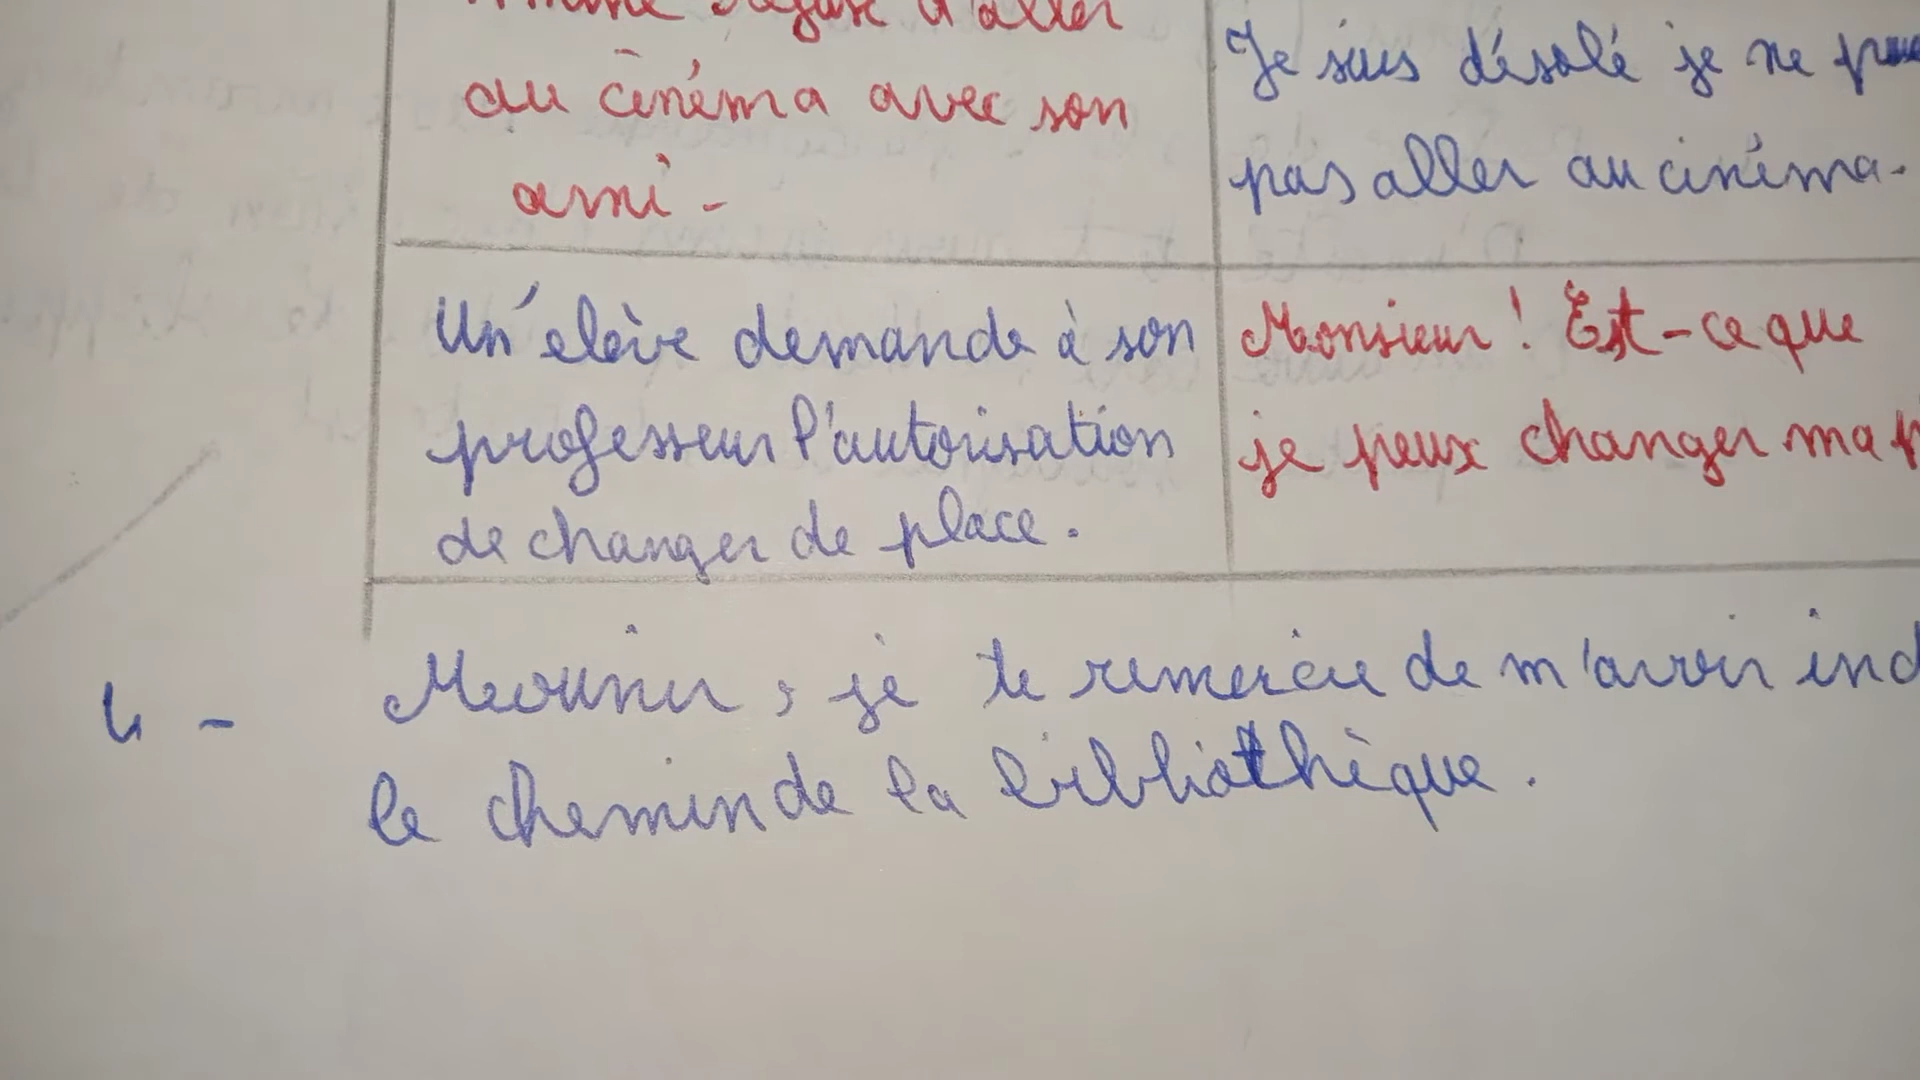 d'aller
au cinéma avec son
ami -
Je suis désolé je ne
pas aller au cinéma.
Un élève demande à son
professeur l'autorisation
de changer de place.
Monsieur ! Est-ce que
je peux changer ma
4 - Mounir, je te remercie de m'avoir
le chemin de la bibliothèque.